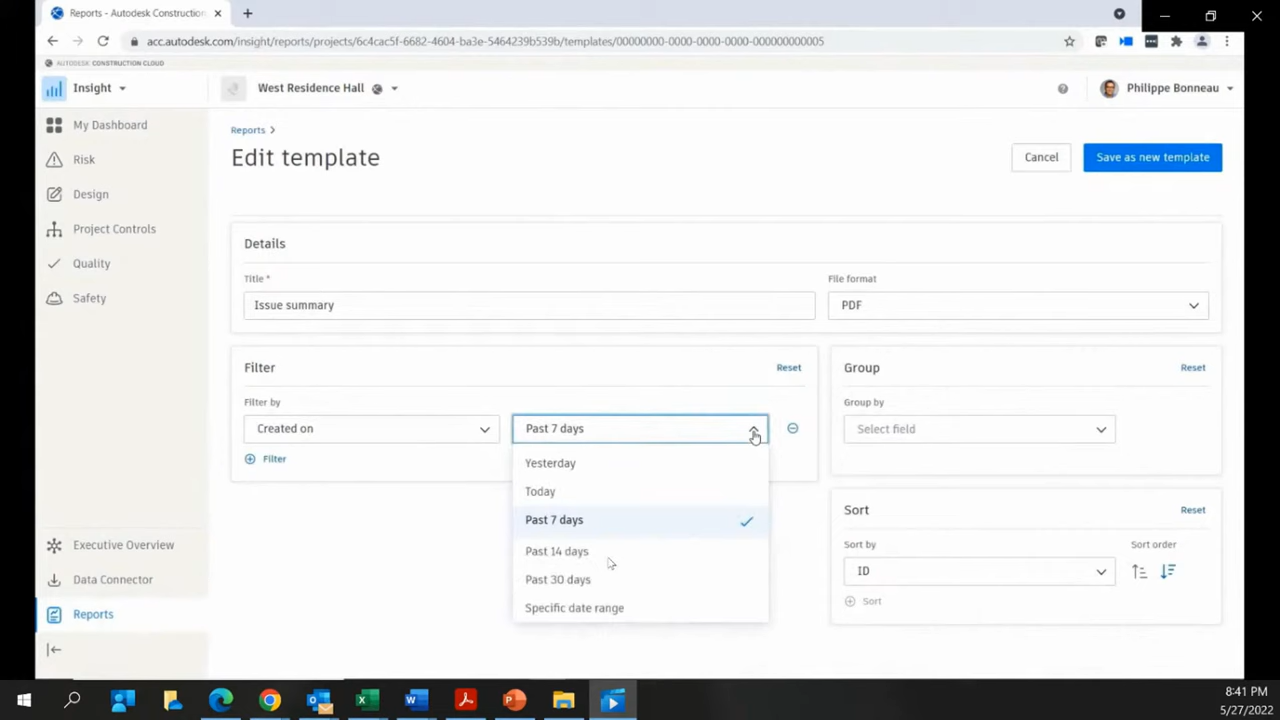 Reports - Autodesk Construction
acc.autodesk.com/insight/reports/projects/6c4cac5f-6682-4604-ba3e-5464239b539b/templates/00000000-0000-0000-0000-000000000005
AUTODESK CONSTRUCTION CLOUD
Insight
West Residence Hall
Philippe Bonneau
My Dashboard
Risk
Design
Project Controls
Quality
Safety
Executive Overview
Data Connector
Reports
Reports >
Edit template
Cancel
Save as new template
Details
Title *
Issue summary
File format
PDF
Filter
Reset
Filter by
Created on
Past 7 days
Filter
Yesterday
Today
Past 7 days
Past 14 days
Past 30 days
Specific date range
Group
Reset
Group by
Select field
Sort
Reset
Sort by
Sort order
ID
Sort
8:41 PM
5/27/2022